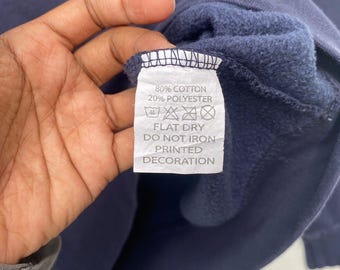 80% COTTON
20% POLYESTER
FLAT DRY
DO NOT IRON
PRINTED
DECORATION